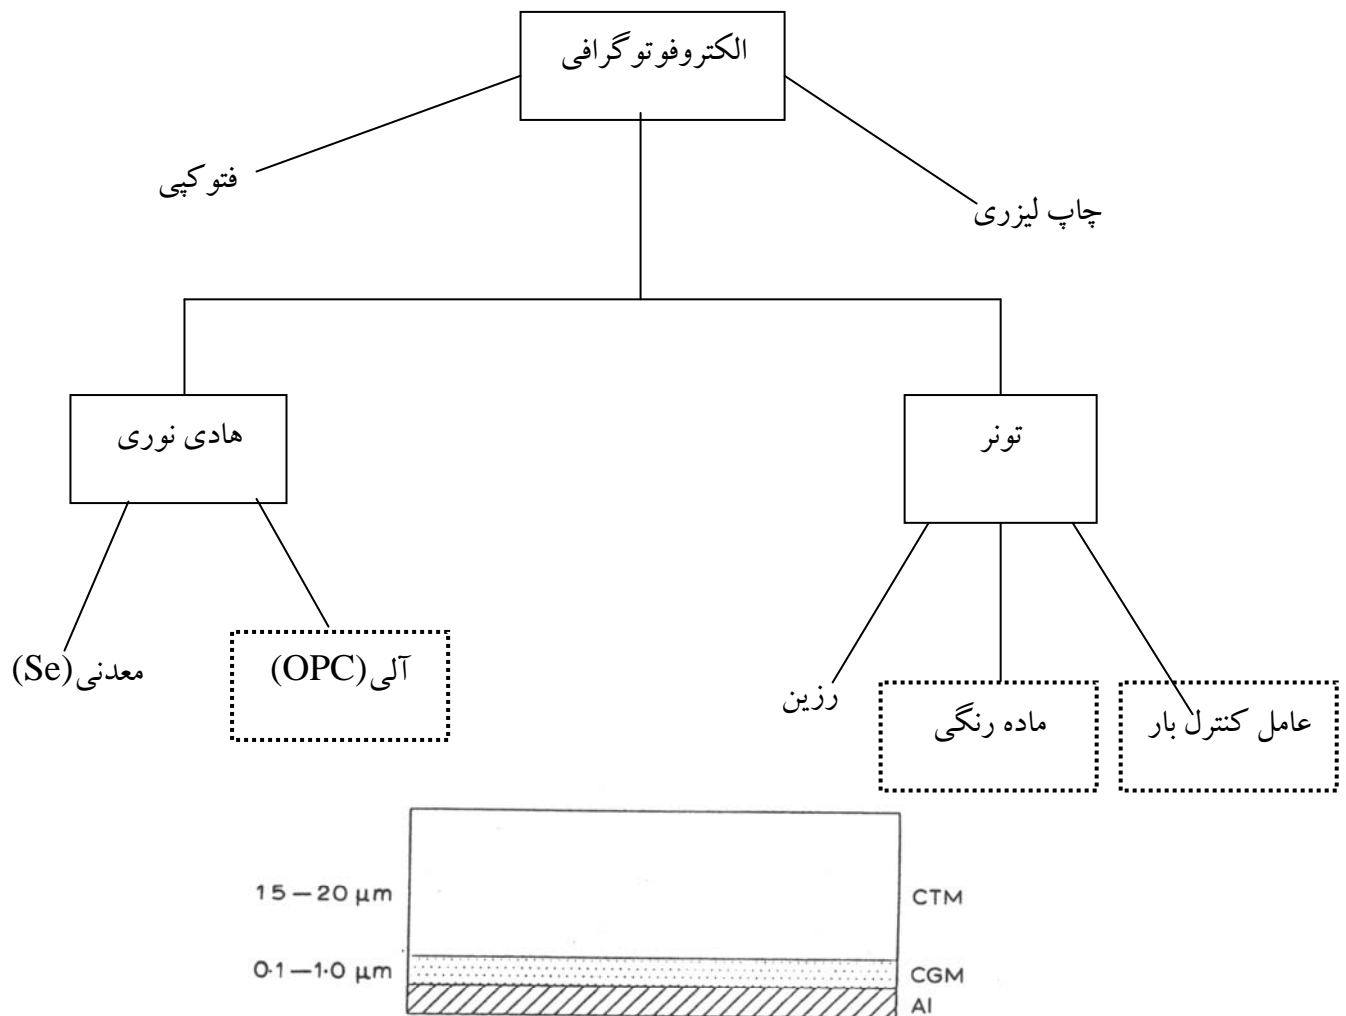 الکتروفوتوگرافی
فتوکپی
چاپ لیزری
هادی نوری
تونر
معدنی(Se)
آلی(OPC)
رزین
ماده رنگی
عامل کنترل بار
15–20 μm
CTM
0·1–1·0 μm
CGM
Al